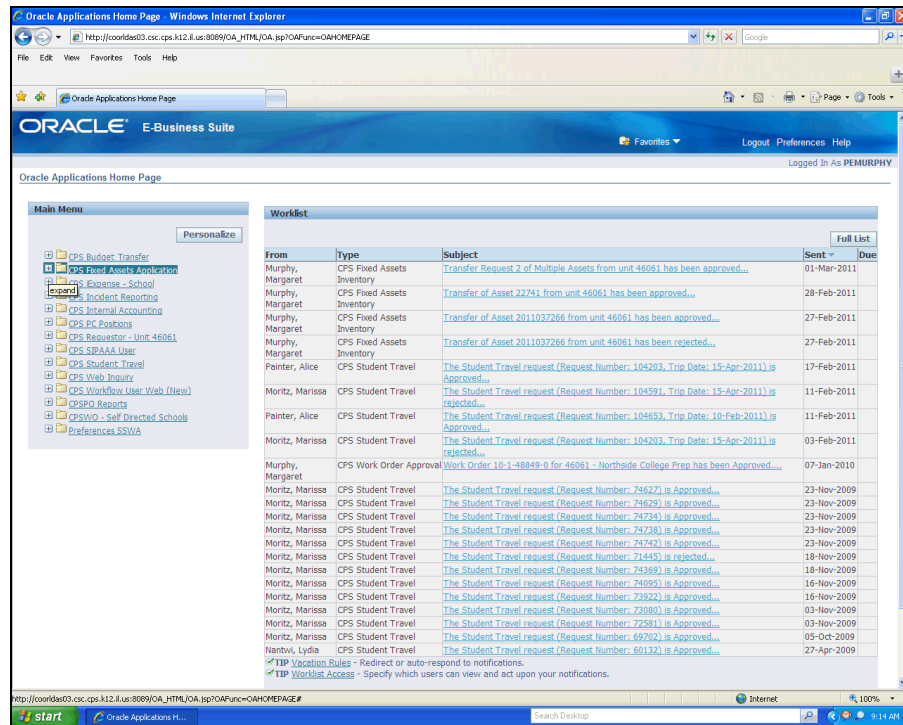 Oracle Applications Home Page - Windows Internet Explorer
http://coorldas03.csc.cps.k12.il.us:8089/OA_HTML/OA.jsp?OAFunc=OAHOMEPAGE
Google
File Edit View Favorites Tools Help
Oracle Applications Home Page
Page Tools
ORACLE® E-Business Suite
Favorites
Logout Preferences Help
Logged In As PEMURPHY
Oracle Applications Home Page
Main Menu
Personalize
CPS Budget Transfer
CPS Fixed Assets Application
CPS iExpense - School
expand
CPS Incident Reporting
CPS Internal Accounting
CPS PC Positions
CPS Requestor - Unit 46061
CPS SIPAAA User
CPS Student Travel
CPS Web Inquiry
CPS Workflow User Web (New)
CPSPO Reports
CPSWO - Self Directed Schools
Preferences SSWA
Worklist
Full List
From Type Subject Sent Due
Murphy, Margaret CPS Fixed Assets Inventory Transfer Request 2 of Multiple Assets from unit 46061 has been approved... 01-Mar-2011
Murphy, Margaret CPS Fixed Assets Inventory Transfer of Asset 22741 from unit 46061 has been approved... 28-Feb-2011
Murphy, Margaret CPS Fixed Assets Inventory Transfer of Asset 2011037266 from unit 46061 has been approved... 27-Feb-2011
Murphy, Margaret CPS Fixed Assets Inventory Transfer of Asset 2011037266 from unit 46061 has been rejected... 27-Feb-2011
Painter, Alice CPS Student Travel The Student Travel request (Request Number: 104203, Trip Date: 15-Apr-2011) is Approved... 17-Feb-2011
Moritz, Marissa CPS Student Travel The Student Travel request (Request Number: 104591, Trip Date: 15-Apr-2011) is rejected... 11-Feb-2011
Painter, Alice CPS Student Travel The Student Travel request (Request Number: 104653, Trip Date: 10-Feb-2011) is Approved... 11-Feb-2011
Moritz, Marissa CPS Student Travel The Student Travel request (Request Number: 104203, Trip Date: 15-Apr-2011) is rejected... 03-Feb-2011
Murphy, Margaret CPS Work Order Approval Work Order 10-1-48849-0 for 46061 - Northside College Prep has been Approved.... 07-Jan-2010
Moritz, Marissa CPS Student Travel The Student Travel request (Request Number: 74627) is Approved... 23-Nov-2009
Moritz, Marissa CPS Student Travel The Student Travel request (Request Number: 74629) is Approved... 23-Nov-2009
Moritz, Marissa CPS Student Travel The Student Travel request (Request Number: 74734) is Approved... 23-Nov-2009
Moritz, Marissa CPS Student Travel The Student Travel request (Request Number: 74738) is Approved... 23-Nov-2009
Moritz, Marissa CPS Student Travel The Student Travel request (Request Number: 74742) is Approved... 23-Nov-2009
Moritz, Marissa CPS Student Travel The Student Travel request (Request Number: 71445) is rejected... 18-Nov-2009
Moritz, Marissa CPS Student Travel The Student Travel request (Request Number: 74369) is Approved... 18-Nov-2009
Moritz, Marissa CPS Student Travel The Student Travel request (Request Number: 74095) is Approved... 16-Nov-2009
Moritz, Marissa CPS Student Travel The Student Travel request (Request Number: 73922) is Approved... 16-Nov-2009
Moritz, Marissa CPS Student Travel The Student Travel request (Request Number: 73080) is Approved... 03-Nov-2009
Moritz, Marissa CPS Student Travel The Student Travel request (Request Number: 72581) is Approved... 03-Nov-2009
Moritz, Marissa CPS Student Travel The Student Travel request (Request Number: 69702) is Approved... 05-Oct-2009
Nantwi, Lydia CPS Student Travel The Student Travel request (Request Number: 60132) is Approved... 27-Apr-2009
TIP Vacation Rules - Redirect or auto-respond to notifications.
TIP Worklist Access - Specify which users can view and act upon your notifications.
http://coorldas03.csc.cps.k12.il.us:8089/OA_HTML/OA.jsp?OAFunc=OAHOMEPAGE# Internet 100%
start Oracle Applications H... Search Desktop 9:14 AM